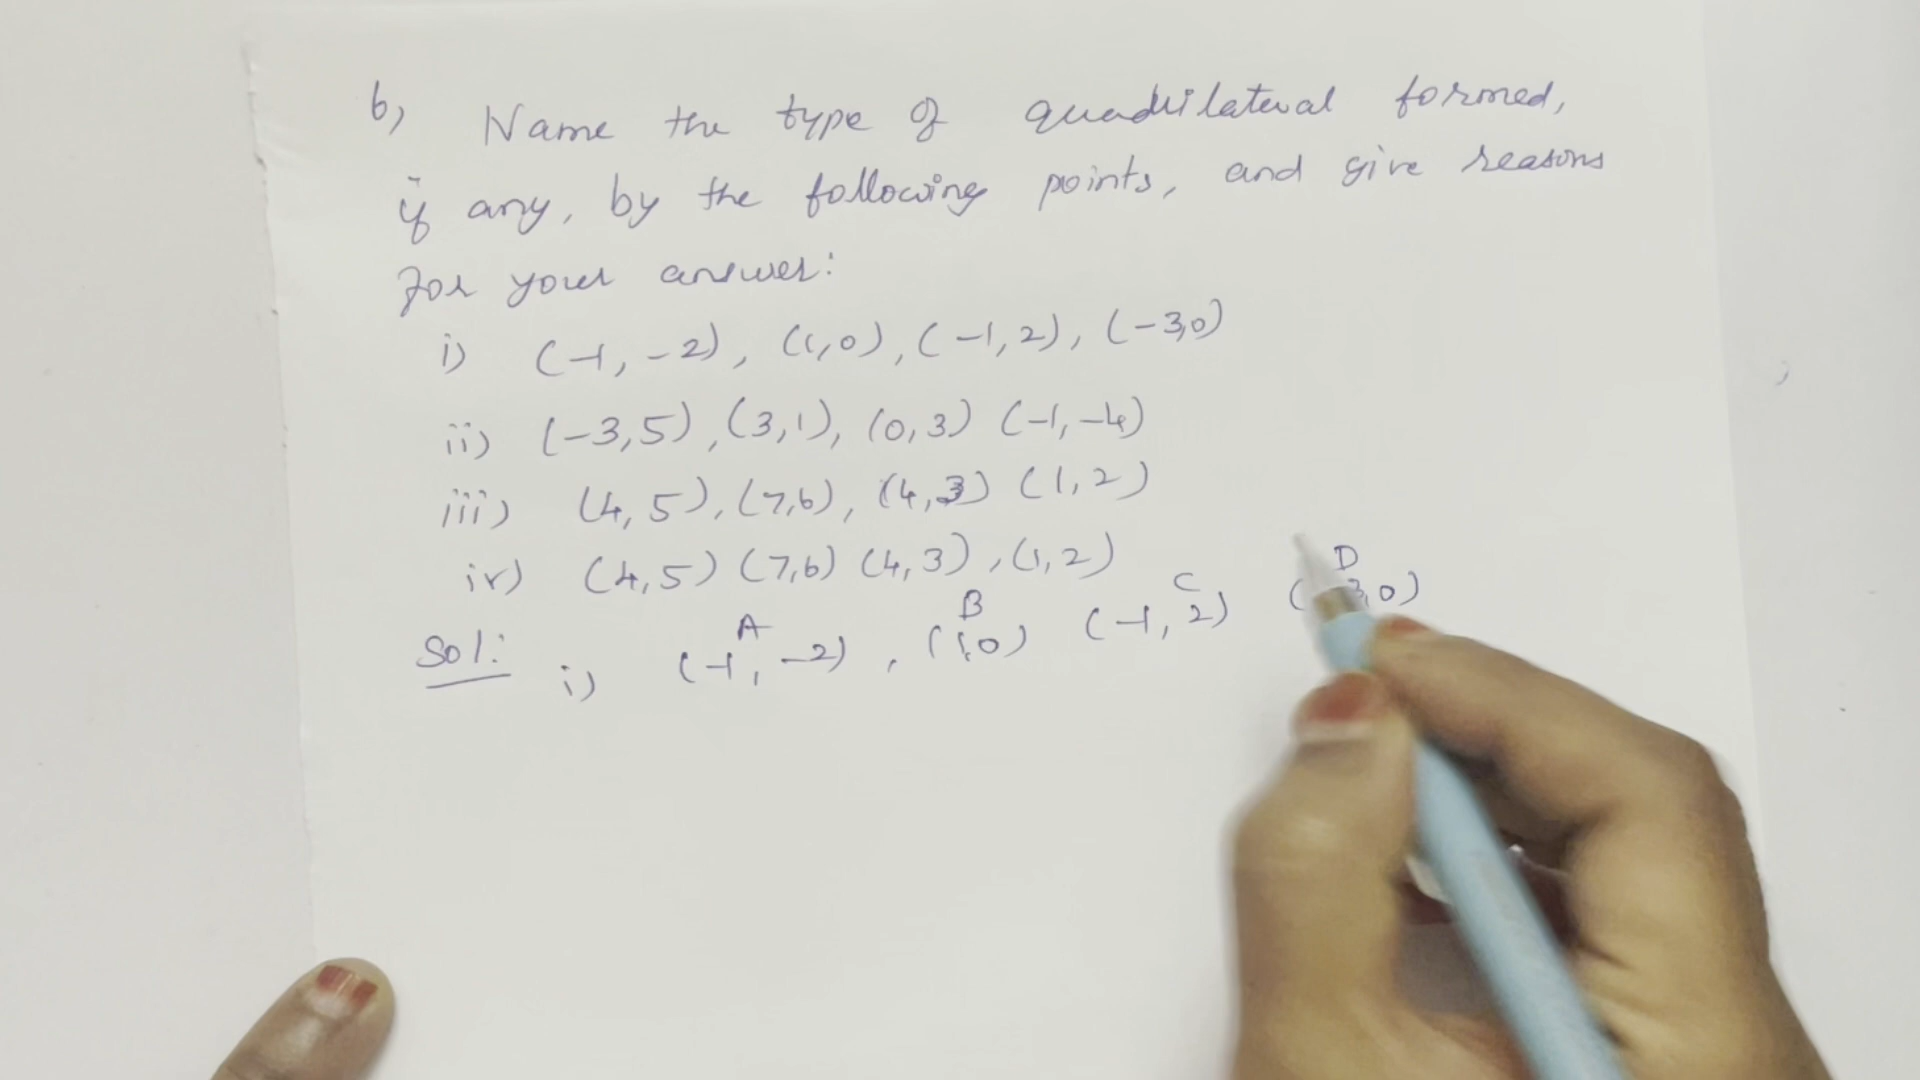 6) Name the type of quadrilateral formed,
if any, by the following points, and give reasons
for your answer:
i) (-1, -2), (1,0), (-1,2), (-3,0)
ii) (-3,5), (3,1), (0,3) (-1,-4)
iii) (4,5), (7,6), (4,3) (1,2)
iv) (4,5) (7,6) (4,3), (1,2)
A B C D
Sol: i) (-1, -2), (1,0) (-1,2) ( 3,0)